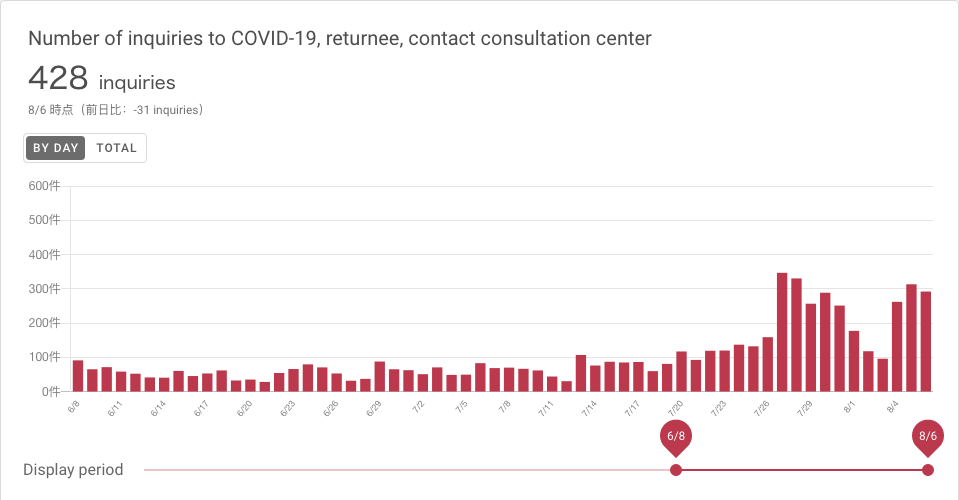 Number of inquiries to COVID-19, returnee, contact consultation center
428 inquiries
8/6 時点（前日比：-31 inquiries）
BY DAY TOTAL
600件
500件
400件
300件
200件
100件
0件
6/8 6/11 6/14 6/17 6/20 6/23 6/26 6/29 7/2 7/5 7/8 7/11 7/14 7/17 7/20 7/23 7/26 7/29 8/1 8/4
6/8 8/6
Display period